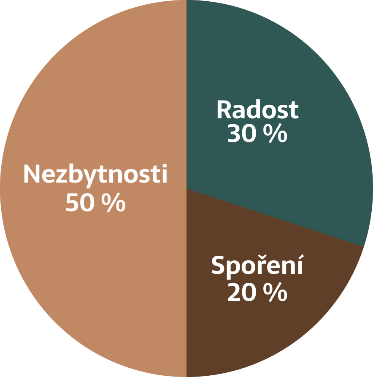 Radost
30 %
Nezbytnosti
50 %
Spoření
20 %